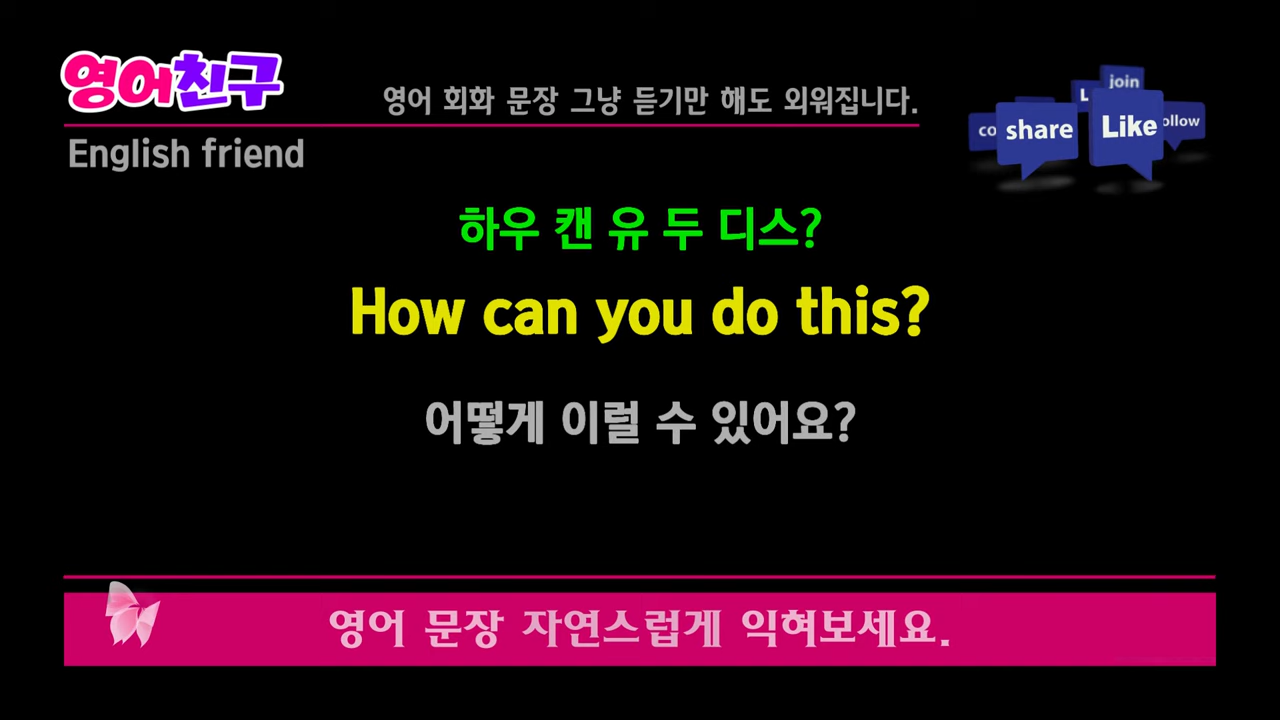 영어친구
영어 회화 문장 그냥 듣기만 해도 외워집니다.
English friend
join
L
co
share
Like
ollow
하우 캔 유 두 디스?
How can you do this?
어떻게 이럴 수 있어요?
영어 문장 자연스럽게 익혀보세요.